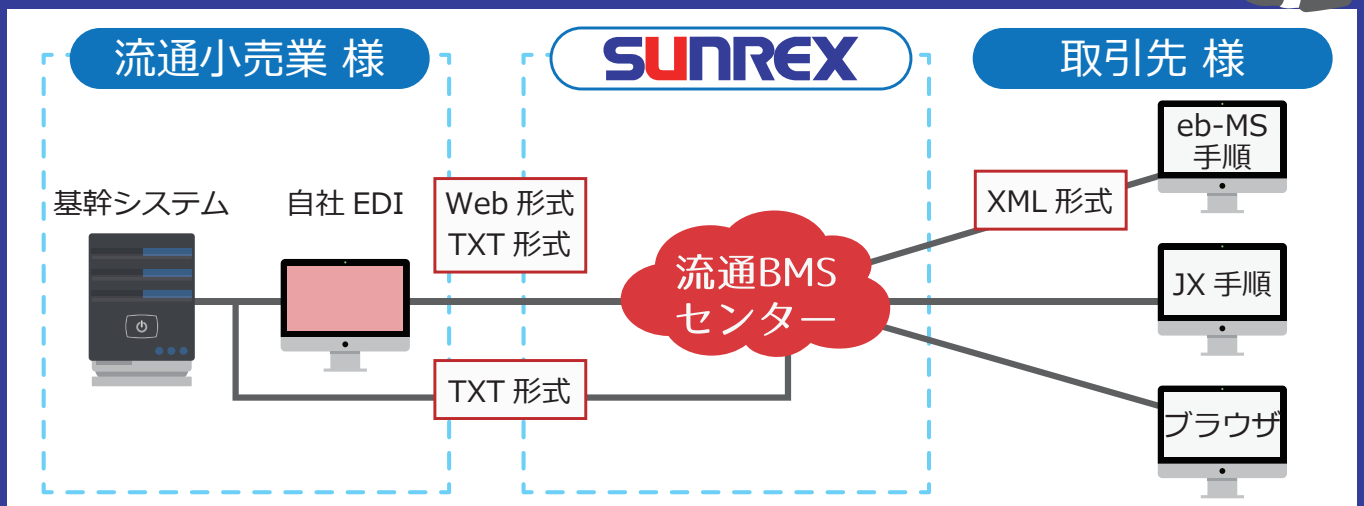 流通小売業 様
SUNREX
取引先 様
基幹システム
自社 EDI
Web 形式
TXT 形式
TXT 形式
流通BMS
センター
XML 形式
eb-MS
手順
JX 手順
ブラウザ